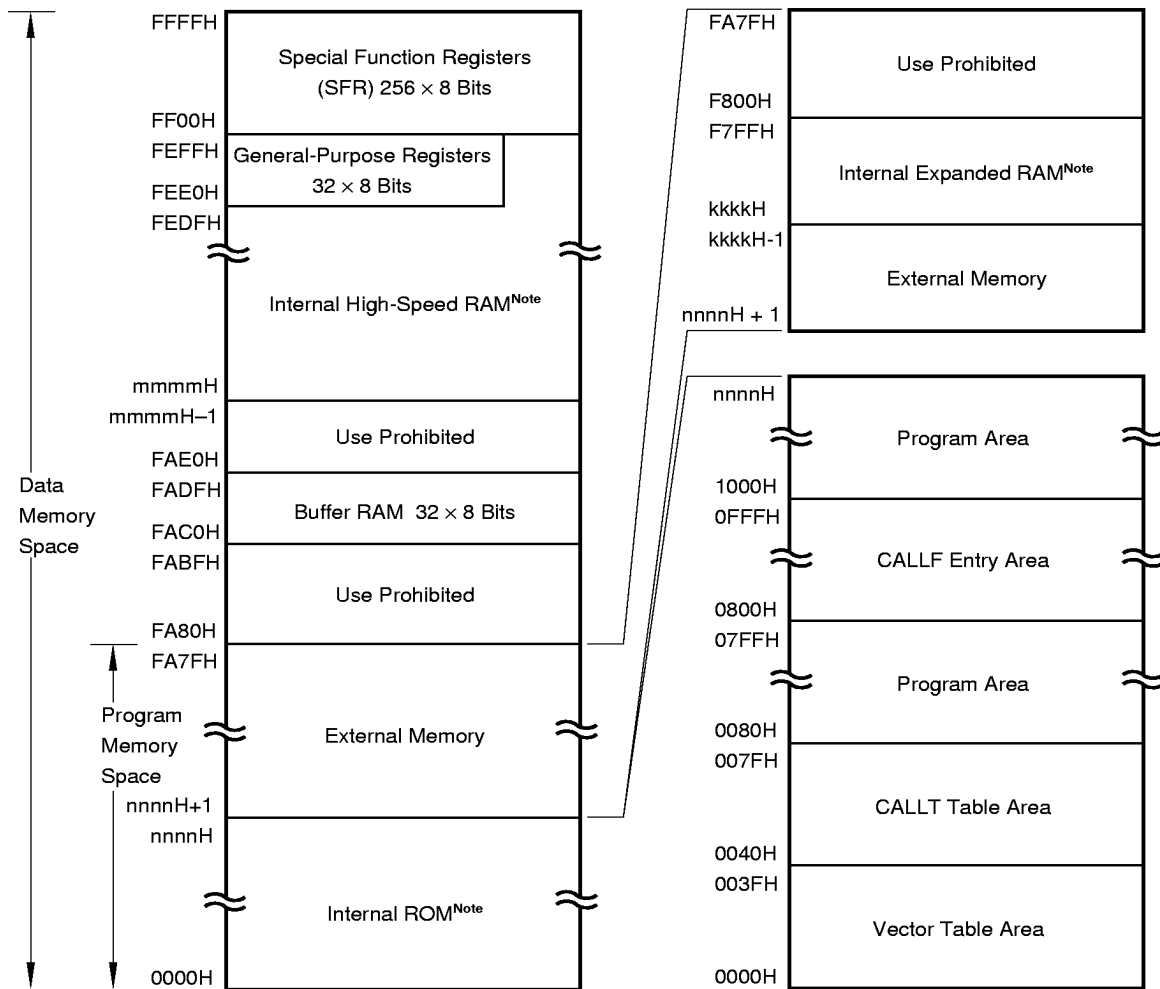 FFFFH
Special Function Registers
(SFR) 256 × 8 Bits
FF00H
FEFFH
General-Purpose Registers
32 × 8 Bits
FEE0H
FEDFH
Internal High-Speed RAMNote
mmmmH
mmmmH–1
Use Prohibited
FAE0H
FADFH
Buffer RAM 32 × 8 Bits
FAC0H
FABFH
Use Prohibited
FA80H
FA7FH
External Memory
nnnnH+1
nnnnH
Internal ROMNote
0000H
Data
Memory
Space
Program
Memory
Space
FA7FH
Use Prohibited
F800H
F7FFH
Internal Expanded RAMNote
kkkkH
kkkkH-1
External Memory
nnnnH + 1
nnnnH
Program Area
1000H
0FFFH
CALLF Entry Area
0800H
07FFH
Program Area
0080H
007FH
CALLT Table Area
0040H
003FH
Vector Table Area
0000H